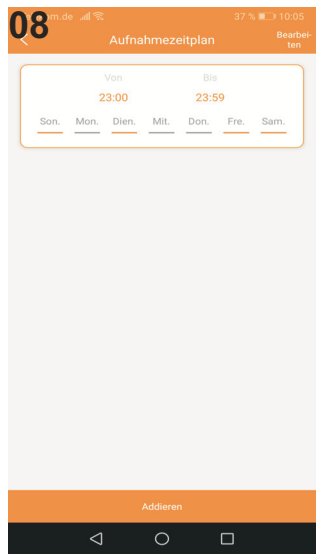 08
m.de 37 % 10:05
Aufnahmezeitplan
Bearbei-
ten
Von Bis
23:00 23:59
Son. Mon. Dien. Mit. Don. Fre. Sam.
Addieren